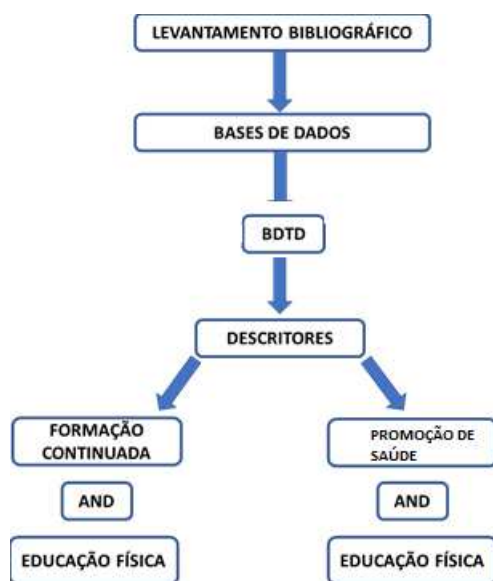 LEVANTAMENTO BIBLIOGRÁFICO
BASES DE DADOS
BDTD
DESCRITORES
FORMAÇÃO
CONTINUADA
AND
EDUCAÇÃO FÍSICA
PROMOÇÃO DE
SAÚDE
AND
EDUCAÇÃO FÍSICA